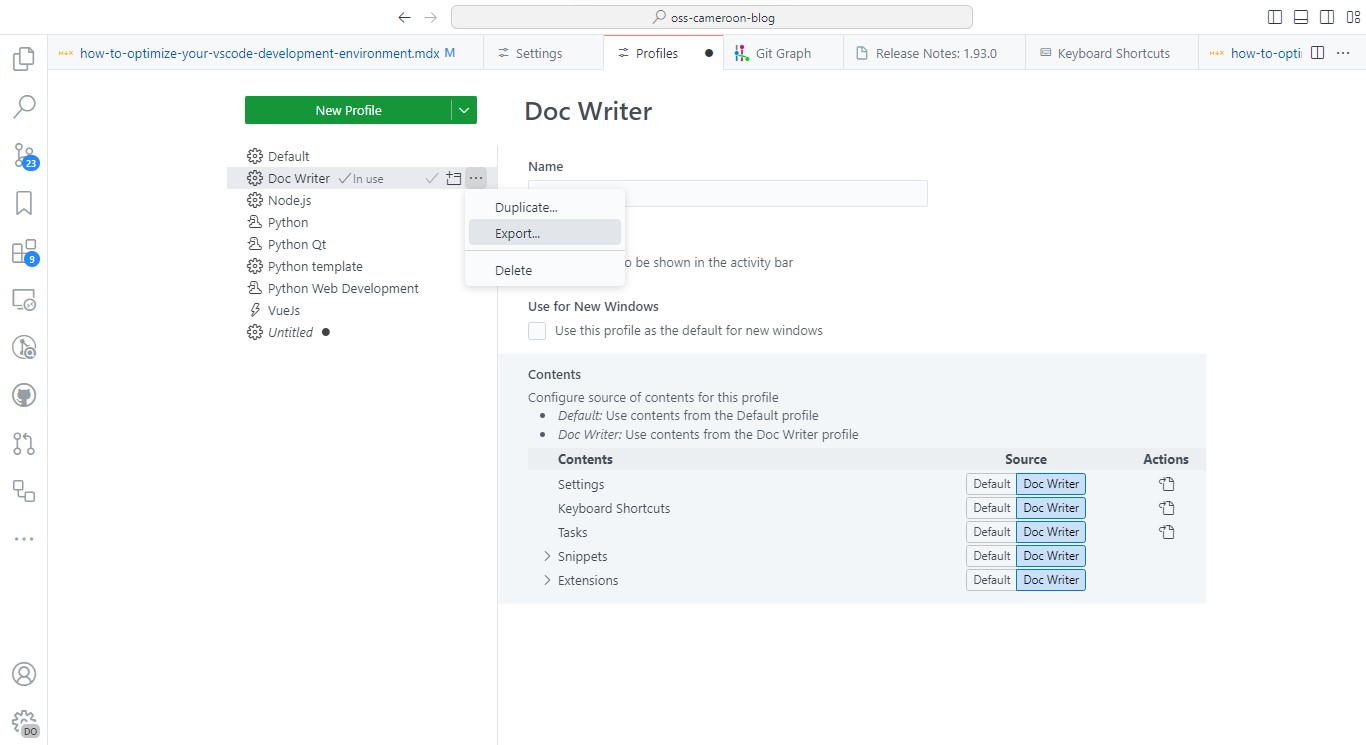 oss-cameroon-blog
how-to-optimize-your-vscode-development-environment.mdx M
Settings
Profiles
Git Graph
Release Notes: 1.93.0
Keyboard Shortcuts
how-to-opti
New Profile
Default
Doc Writer In use
Node.js
Python
Python Qt
Python template
Python Web Development
VueJs
Untitled
Duplicate...
Export...
Delete
Doc Writer
Name
o be shown in the activity bar
Use for New Windows
Use this profile as the default for new windows
Contents
Configure source of contents for this profile
Default: Use contents from the Default profile
Doc Writer: Use contents from the Doc Writer profile
Contents Source Actions
Settings Default Doc Writer
Keyboard Shortcuts Default Doc Writer
Tasks Default Doc Writer
Snippets Default Doc Writer
Extensions Default Doc Writer
23
9
DO